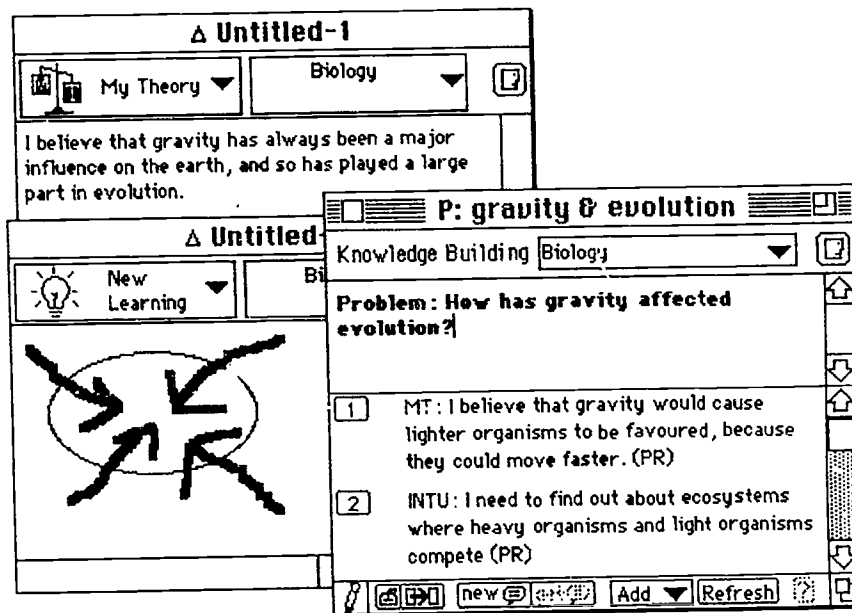 Δ Untitled-1
My Theory
Biology
I believe that gravity has always been a major
influence on the earth, and so has played a large
part in evolution.
Δ Untitled-
New
Learning
Bi
P: gravity & evolution
Knowledge Building
Biology
Problem: How has gravity affected
evolution?
1
MT: I believe that gravity would cause
lighter organisms to be favoured, because
they could move faster. (PR)
2
INTU: I need to find out about ecosystems
where heavy organisms and light organisms
compete (PR)
new
Add
Refresh
?